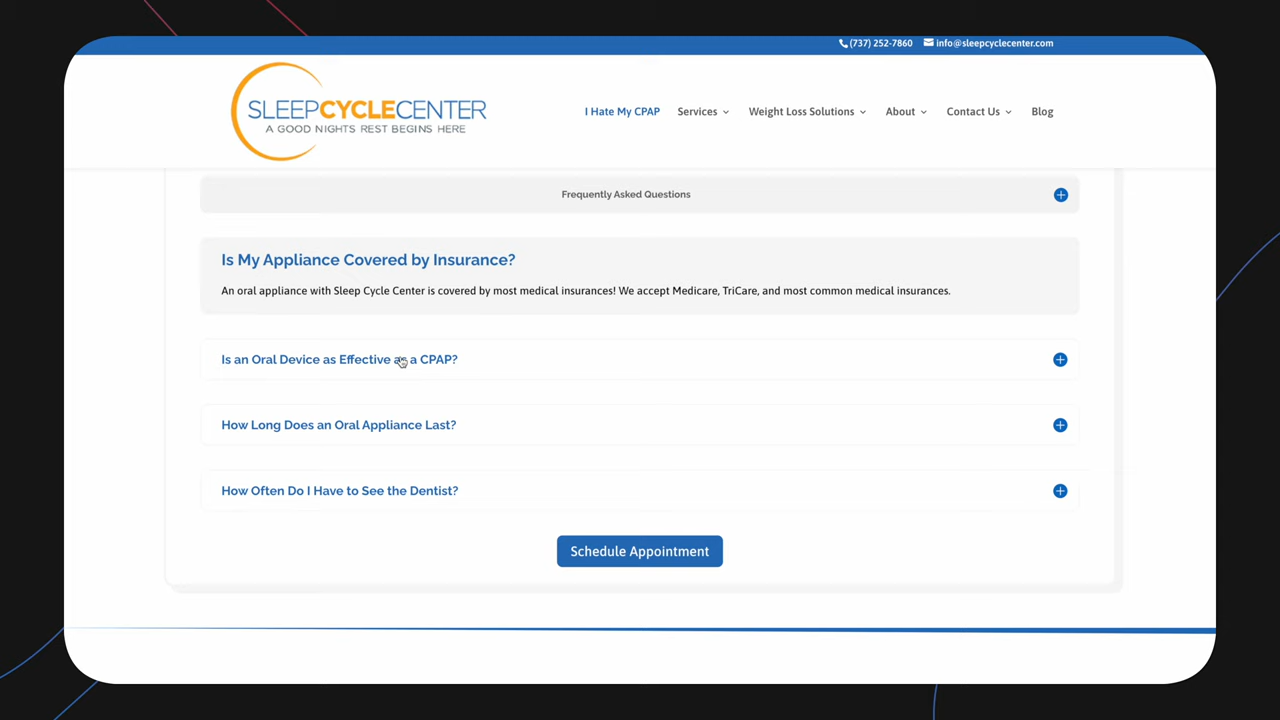 (737) 252-7860 info@sleepcyclecenter.com
SLEEPCYCLECENTER
A GOOD NIGHTS REST BEGINS HERE
I Hate My CPAP Services Weight Loss Solutions About Contact Us Blog
Frequently Asked Questions
Is My Appliance Covered by Insurance?
An oral appliance with Sleep Cycle Center is covered by most medical insurances! We accept Medicare, TriCare, and most common medical insurances.
Is an Oral Device as Effective as a CPAP?
How Long Does an Oral Appliance Last?
How Often Do I Have to See the Dentist?
Schedule Appointment